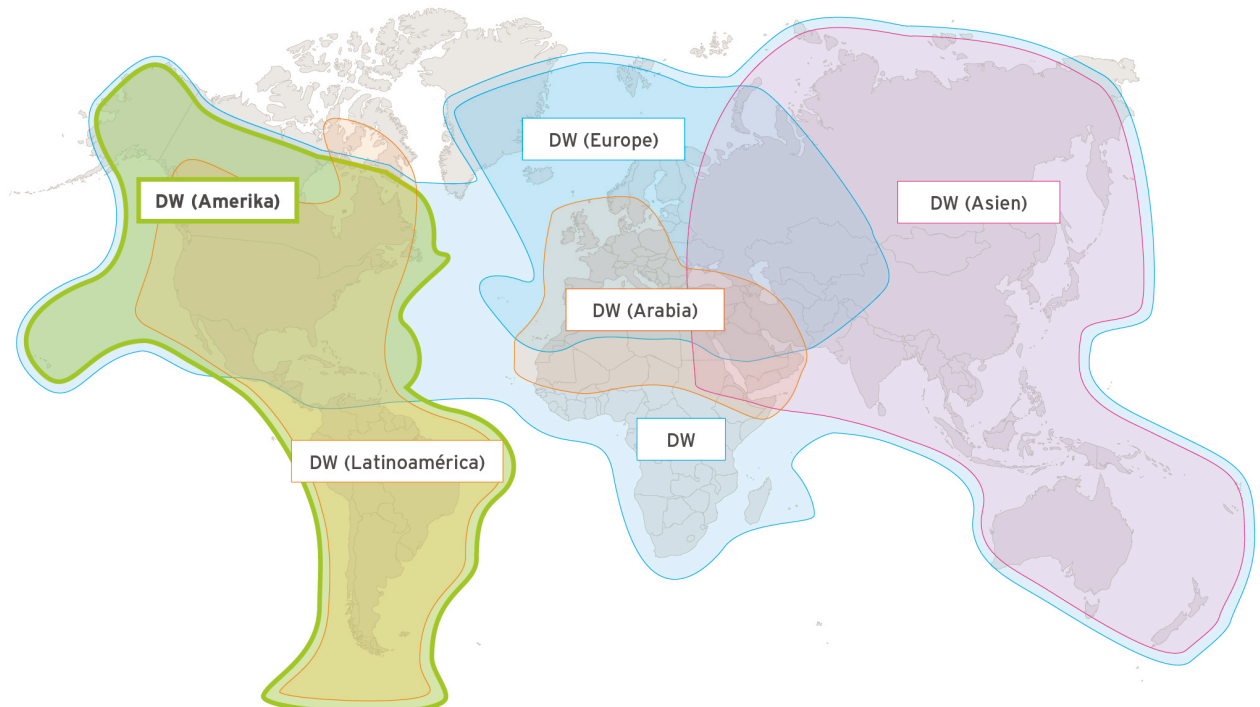 DW (Europe)
DW (Amerika)
DW (Asien)
DW (Arabia)
DW
DW (Latinoamérica)